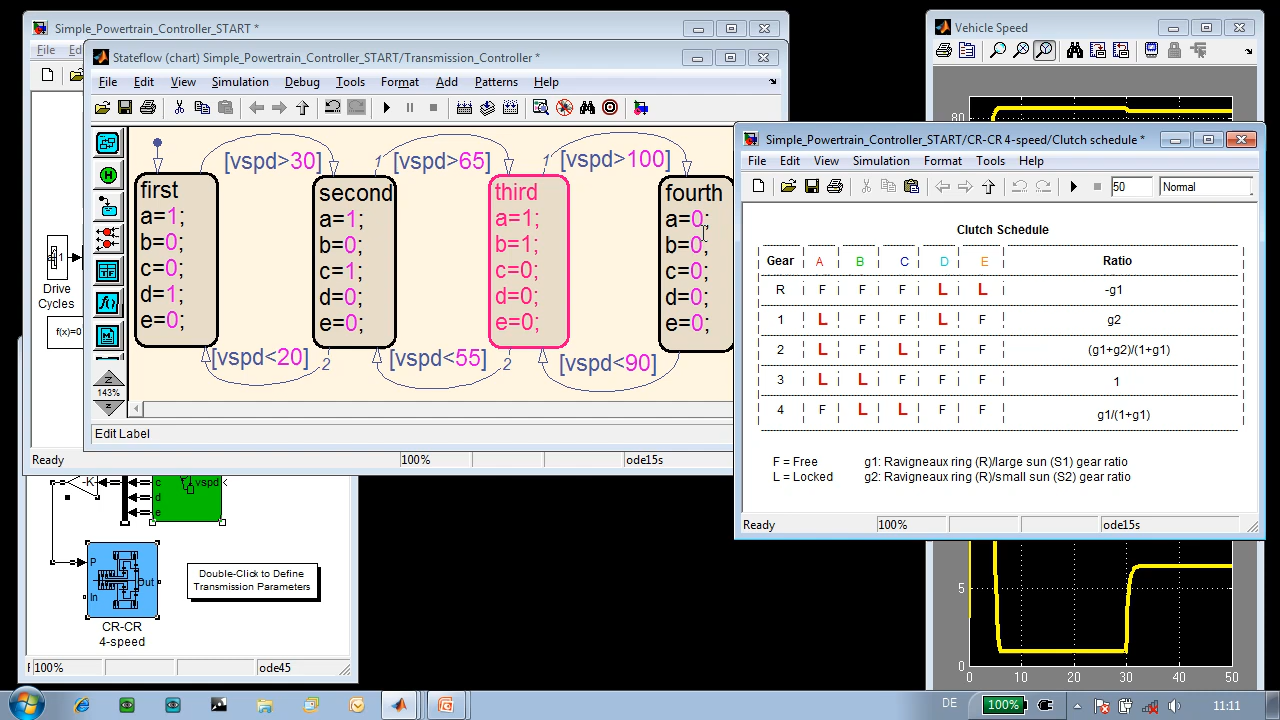 Simple_Powertrain_Controller_START *
File
Stateflow (chart) Simple_Powertrain_Controller_START/Transmission_Controller
File Edit View Simulation Debug Tools Format Add Patterns Help
[vspd>30]
1
[vspd>65]
1
[vspd>100]
first
a=1;
b=0;
c=0;
d=1;
e=0;
second
a=1;
b=0;
c=1;
d=0;
e=0;
third
a=1;
b=1;
c=0;
d=0;
e=0;
fourth
a=0;
b=0;
c=0;
d=0;
e=0;
[vspd<20]
2
[vspd<55]
2
[vspd<90]
143%
Edit Label
Ready 100% ode15s
Drive
Cycles
f(x)=0
-K-
c
d
e
vspd
P
In
Out
CR-CR
4-speed
Double-Click to Define
Transmission Parameters
100% ode45
Vehicle Speed
80
Simple_Powertrain_Controller_START/CR-CR 4-speed/Clutch schedule *
File Edit View Simulation Format Tools Help
50 Normal
Clutch Schedule
Gear A B C D E Ratio
R F F F L L -g1
1 L F F L F g2
2 L F L F F (g1+g2)/(1+g1)
3 L L F F F 1
4 F L L F F g1/(1+g1)
F = Free g1: Ravigneaux ring (R)/large sun (S1) gear ratio
L = Locked g2: Ravigneaux ring (R)/small sun (S2) gear ratio
Ready 100% ode15s
5
0
0 10 20 30 40 50
DE 100% 11:11